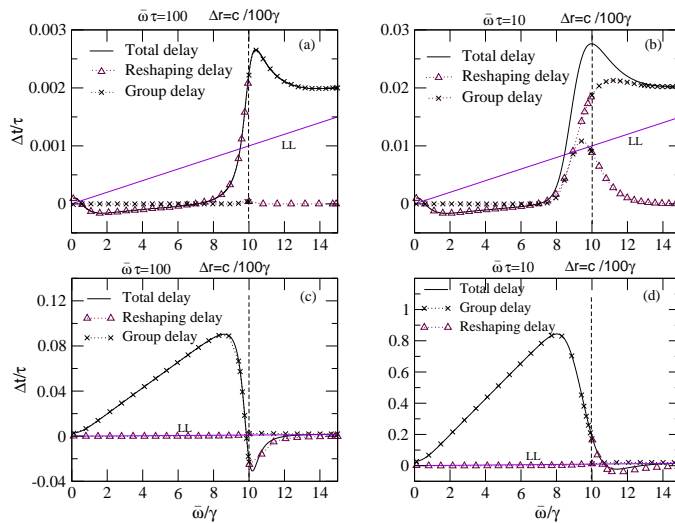 ω̄ τ=100 Δr=c /100γ
0.003
(a)
Total delay
Reshaping delay
Group delay
0.002
0.001
0
LL
Δt/τ
0 2 4 6 8 10 12 14
ω̄ τ=10 Δr=c /100γ
0.03
(b)
Total delay
Reshaping delay
Group delay
0.02
0.01
0
LL
0 2 4 6 8 10 12 14
ω̄ τ=100 Δr=c /100γ
0.12
(c)
Total delay
Group delay
Reshaping delay
0.08
0.04
0
-0.04
LL
Δt/τ
0 2 4 6 8 10 12 14
ω̄/γ
ω̄ τ=10 Δr=c /100γ
1
(d)
Total delay
Group delay
Reshaping delay
0.8
0.6
0.4
0.2
0
LL
0 2 4 6 8 10 12 14
ω̄/γ